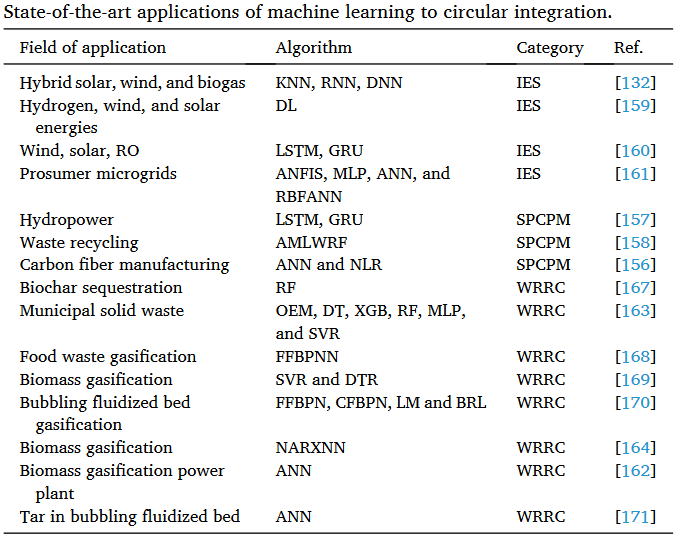 State-of-the-art applications of machine learning to circular integration.
Field of application Algorithm Category Ref.
Hybrid solar, wind, and biogas KNN, RNN, DNN IES [132]
Hydrogen, wind, and solar DL IES [159]
energies
Wind, solar, RO LSTM, GRU IES [160]
Prosumer microgrids ANFIS, MLP, ANN, and IES [161]
RBFANN
Hydropower LSTM, GRU SPCPM [157]
Waste recycling AMLWRF SPCPM [158]
Carbon fiber manufacturing ANN and NLR SPCPM [156]
Biochar sequestration RF WRRC [167]
Municipal solid waste OEM, DT, XGB, RF, MLP, WRRC [163]
and SVR
Food waste gasification FFBPNN WRRC [168]
Biomass gasification SVR and DTR WRRC [169]
Bubbling fluidized bed FFBPN, CFBPN, LM and BRL WRRC [170]
gasification
Biomass gasification NARXNN WRRC [164]
Biomass gasification power ANN WRRC [162]
plant
Tar in bubbling fluidized bed ANN WRRC [171]